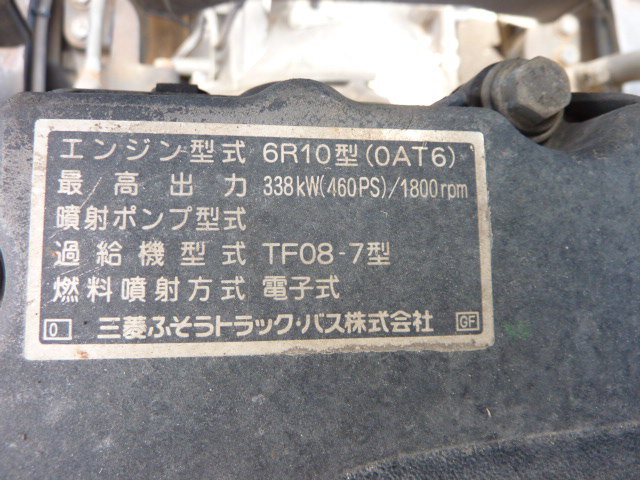 エンジン型式 6R10型(0AT6)
最高出力 338kW(460PS)/1800rpm
噴射ポンプ型式
過給機型式 TF08-7型
燃料噴射方式 電子式
0 三菱ふそうトラック・バス株式会社 GF